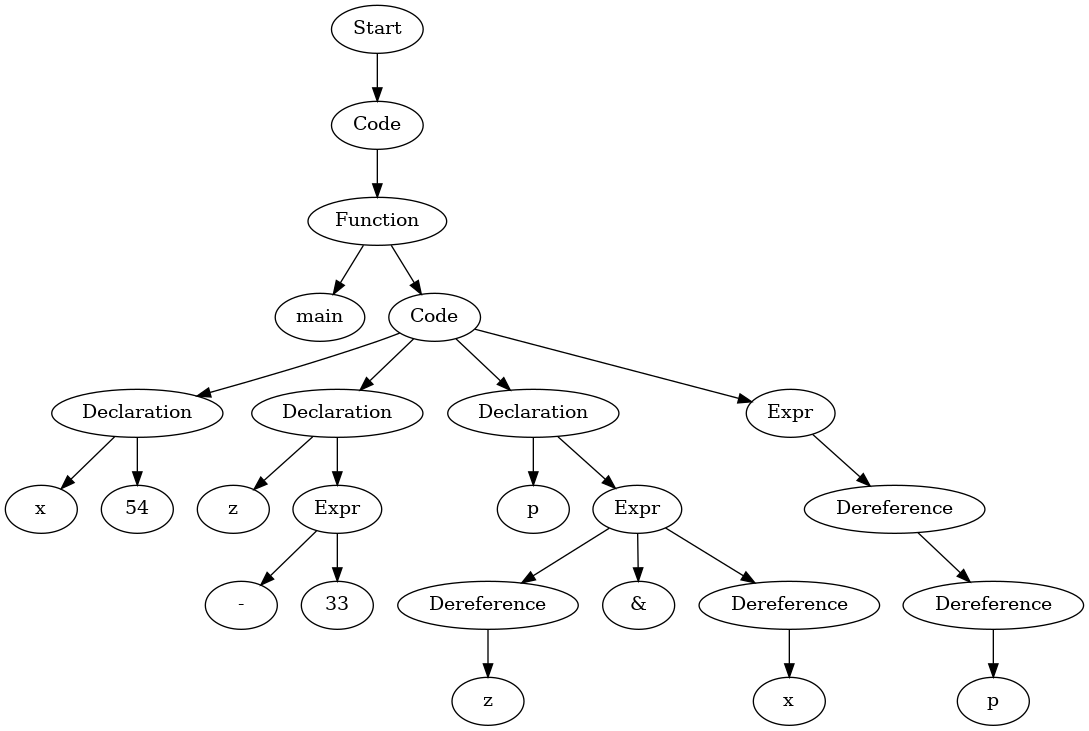 Start
Code
Function
main
Code
Declaration
Declaration
Declaration
Expr
x
54
z
Expr
p
Expr
Dereference
-
33
Dereference
&
Dereference
Dereference
z
x
p